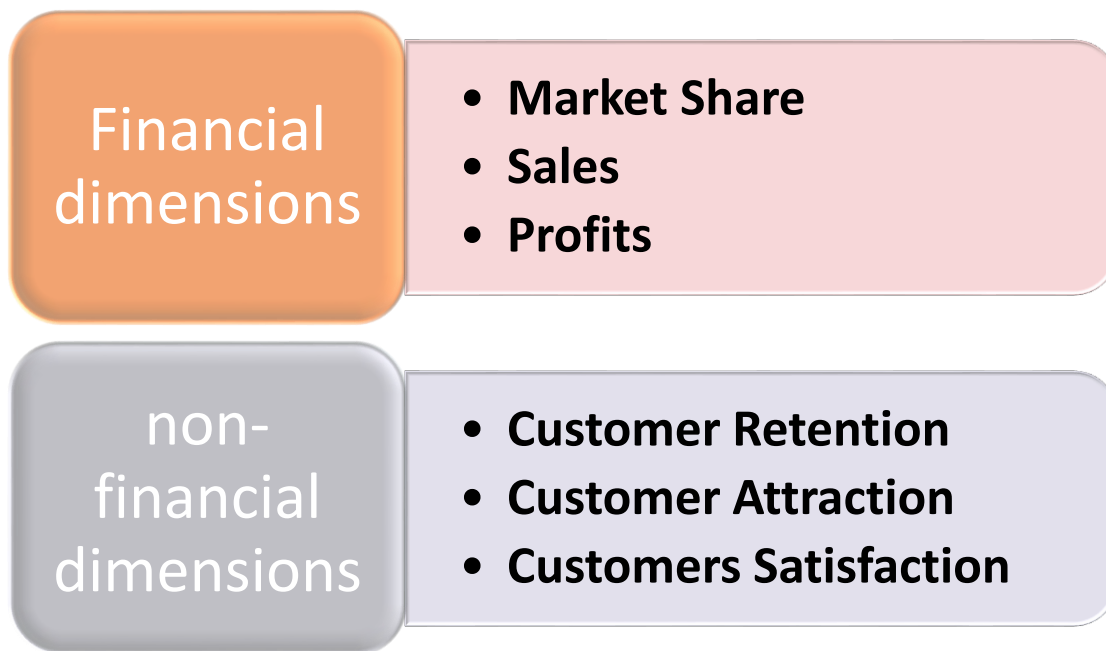 Financial
dimensions
• Market Share
• Sales
• Profits
non-
financial
dimensions
• Customer Retention
• Customer Attraction
• Customers Satisfaction